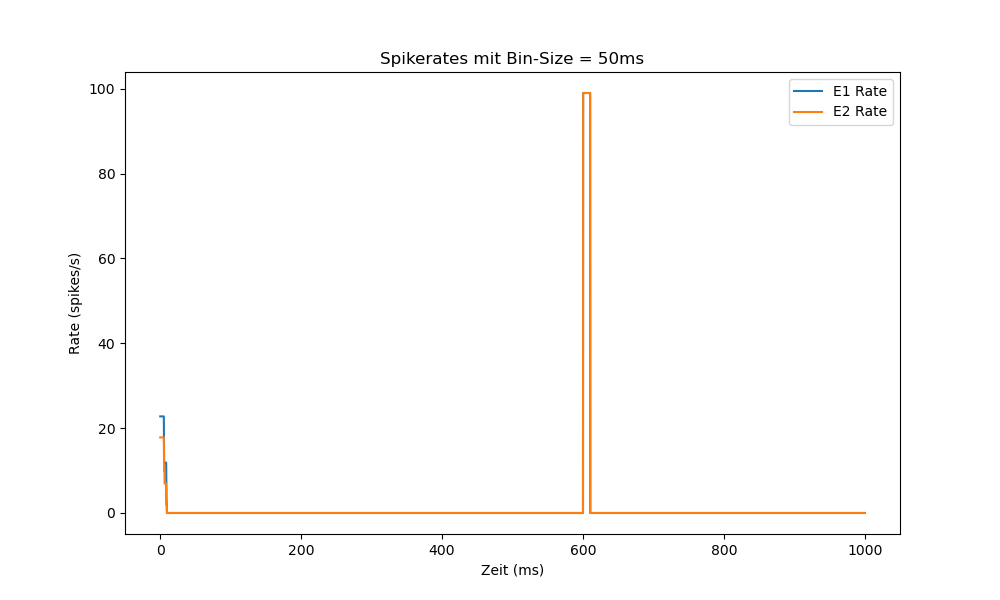 Spikerates mit Bin-Size = 50ms
E1 Rate
E2 Rate
100
80
60
40
20
0
Rate (spikes/s)
0 200 400 600 800 1000
Zeit (ms)